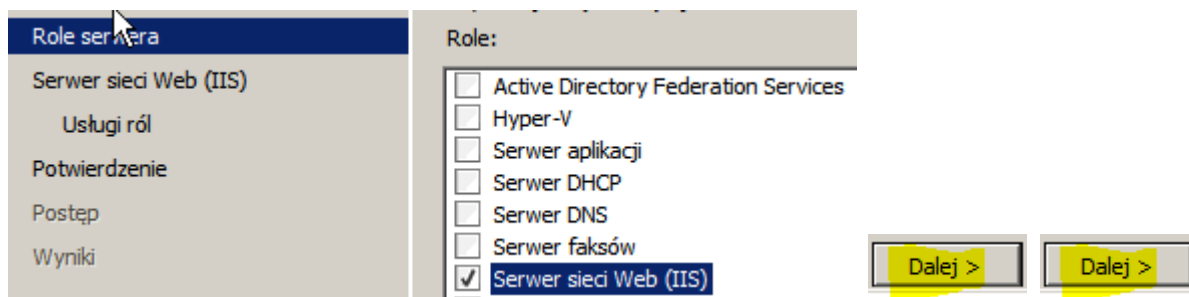 Role serwera
Serwer sieci Web (IIS)
Usługi ról
Potwierdzenie
Postęp
Wyniki
Role:
Active Directory Federation Services
Hyper-V
Serwer aplikacji
Serwer DHCP
Serwer DNS
Serwer faksów
Serwer sieci Web (IIS)
Dalej >
Dalej >